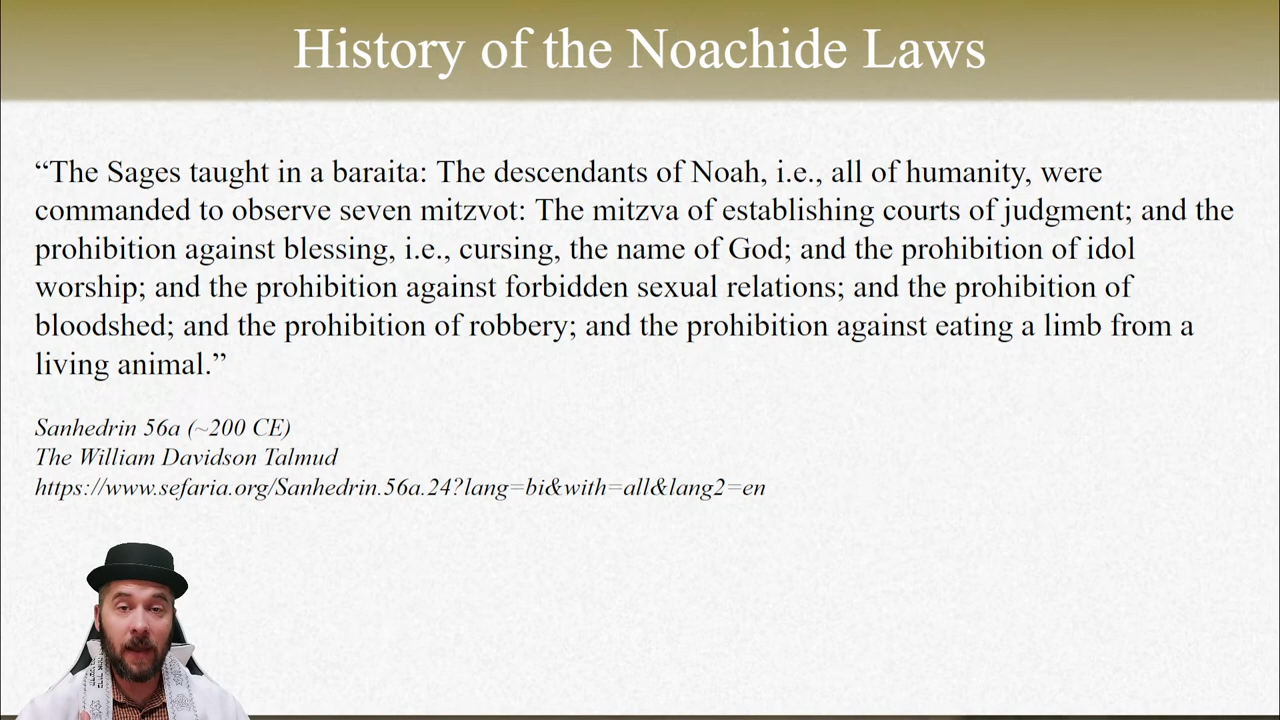 History of the Noachide Laws
“The Sages taught in a baraita: The descendants of Noah, i.e., all of humanity, were
commanded to observe seven mitzvot: The mitzva of establishing courts of judgment; and the
prohibition against blessing, i.e., cursing, the name of God; and the prohibition of idol
worship; and the prohibition against forbidden sexual relations; and the prohibition of
bloodshed; and the prohibition of robbery; and the prohibition against eating a limb from a
living animal.”
Sanhedrin 56a (~200 CE)
The William Davidson Talmud
https://www.sefaria.org/Sanhedrin.56a.24?lang=bi&with=all&lang2=en